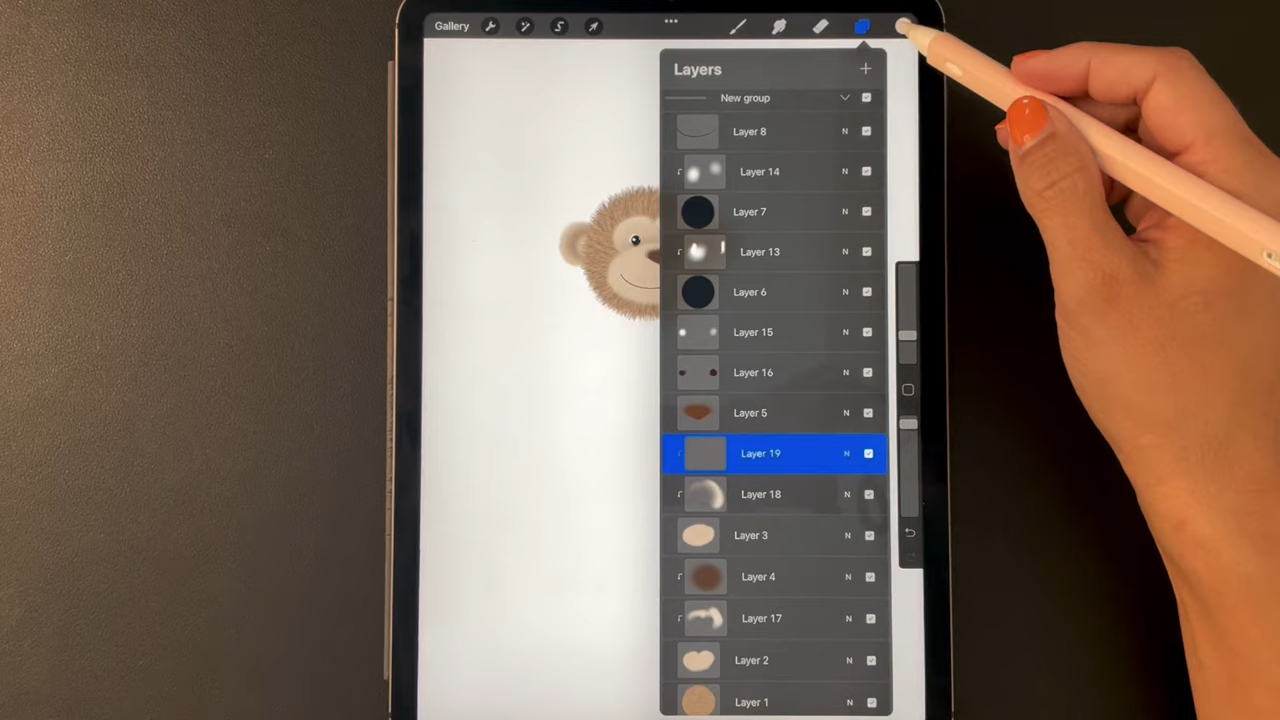 Gallery
Layers
New group
Layer 8 N
Layer 14 N
Layer 7 N
Layer 13 N
Layer 6 N
Layer 15 N
Layer 16 N
Layer 5 N
Layer 19 N
Layer 18 N
Layer 3 N
Layer 4 N
Layer 17 N
Layer 2 N
Layer 1 N